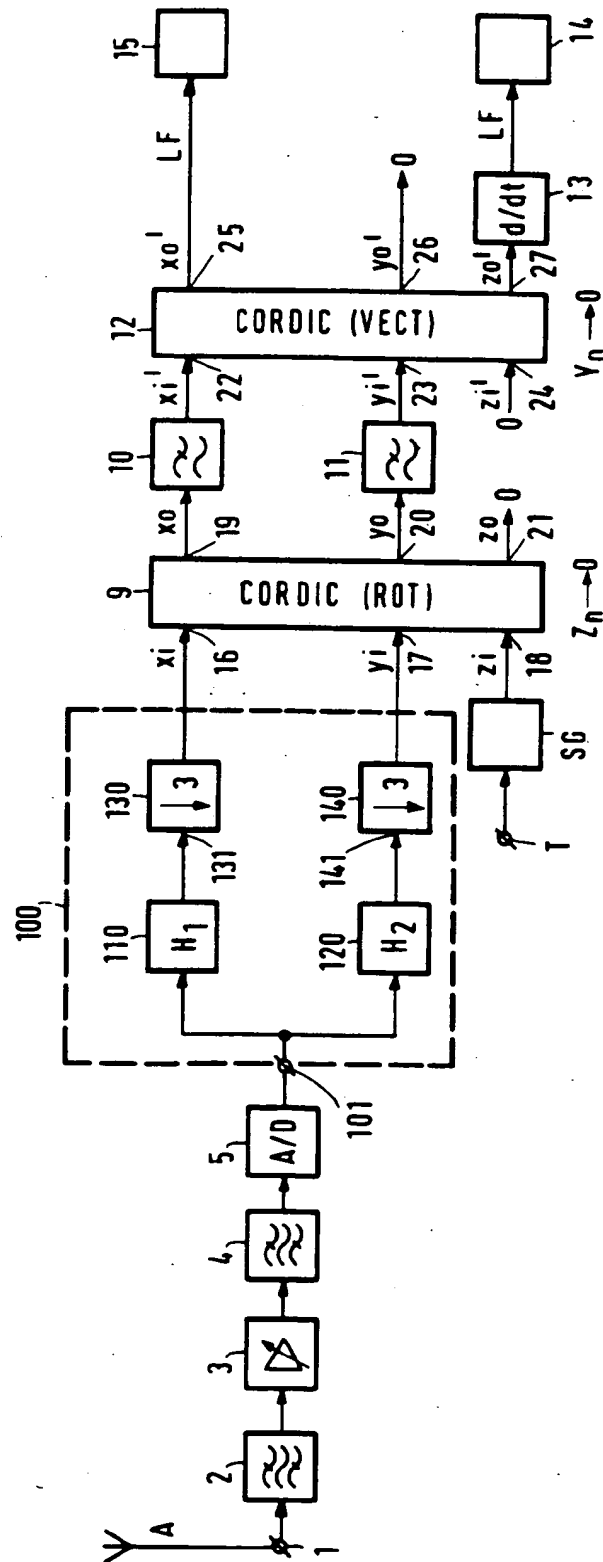 A
1
2
3
4
5
A/D
101
100
110
H1
120
H2
130
3
131
140
3
141
T
SG
xi
16
yi
17
zi
18
9
CORDIC (ROT)
Zn→0
xo
19
yo
20
zo
21
0
10
11
xi'
22
yi'
23
zi'
24
0
12
CORDIC (VECT)
Yn→0
xo'
25
yo'
26
0
zo'
27
d/dt
13
LF
15
LF
14